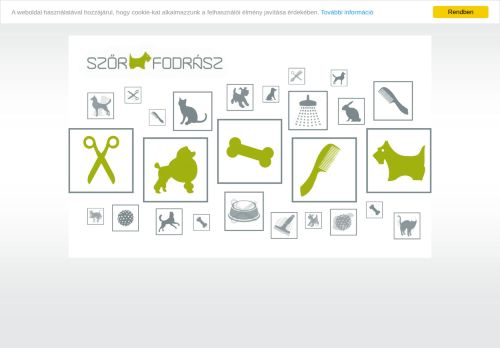 A weboldal használatával hozzájárul, hogy cookie-kat alkalmazzunk a felhasználói élmény javítása érdekében. További információ
Rendben
SZŐR FODRÁSZ